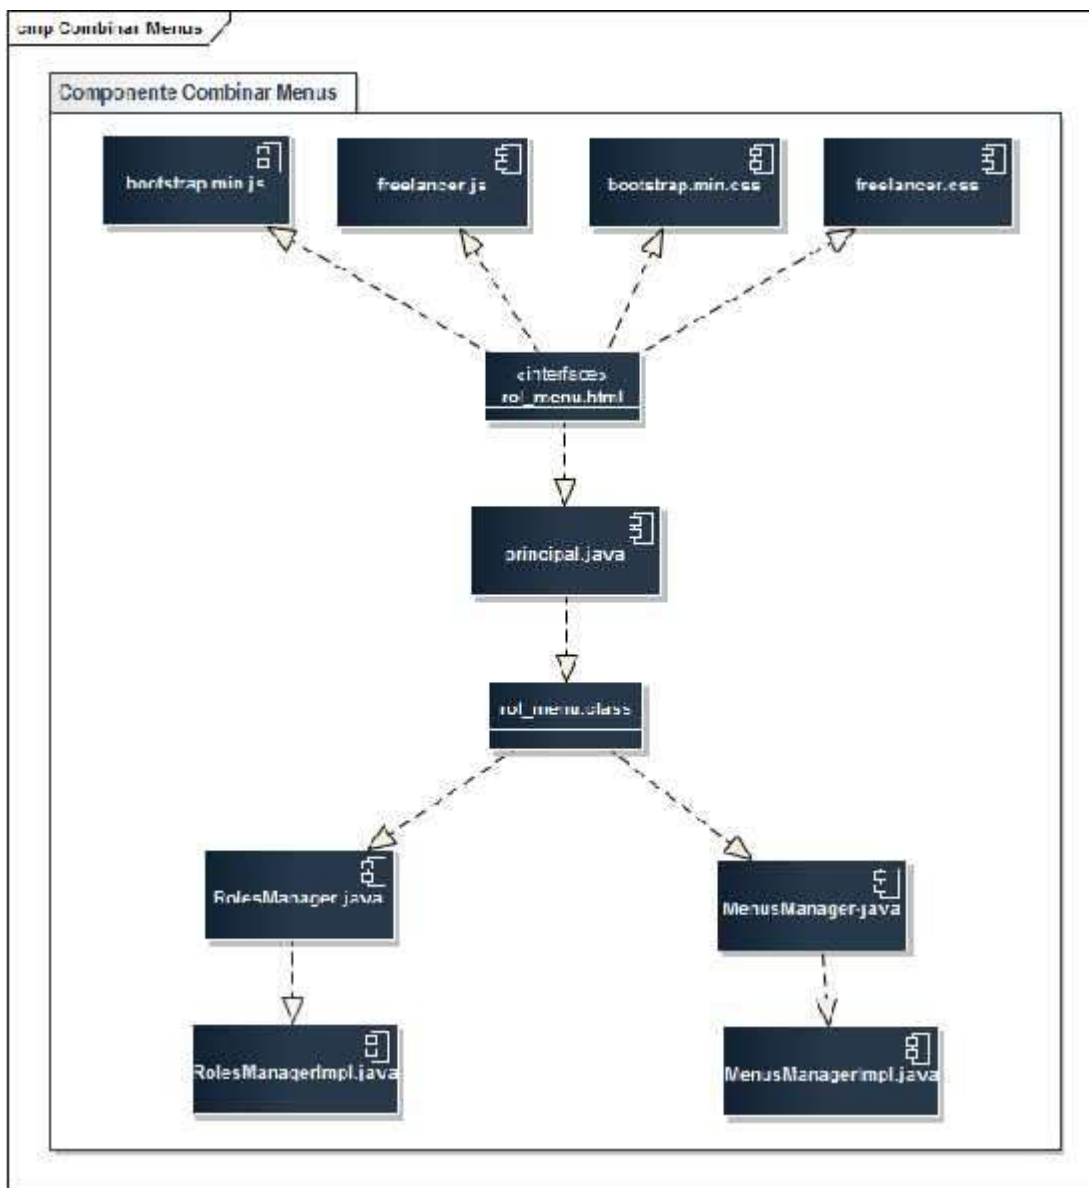 cmp Combinar Menus
Componente Combinar Menus
bootstrap.min.js
freelancer.js
bootstrap.min.css
freelancer.css
«interface»
rol_menu.html
principal.java
rol_menu.class
RolesManager.java
MenusManager.java
RolesManagerImpl.java
MenusManagerImpl.java